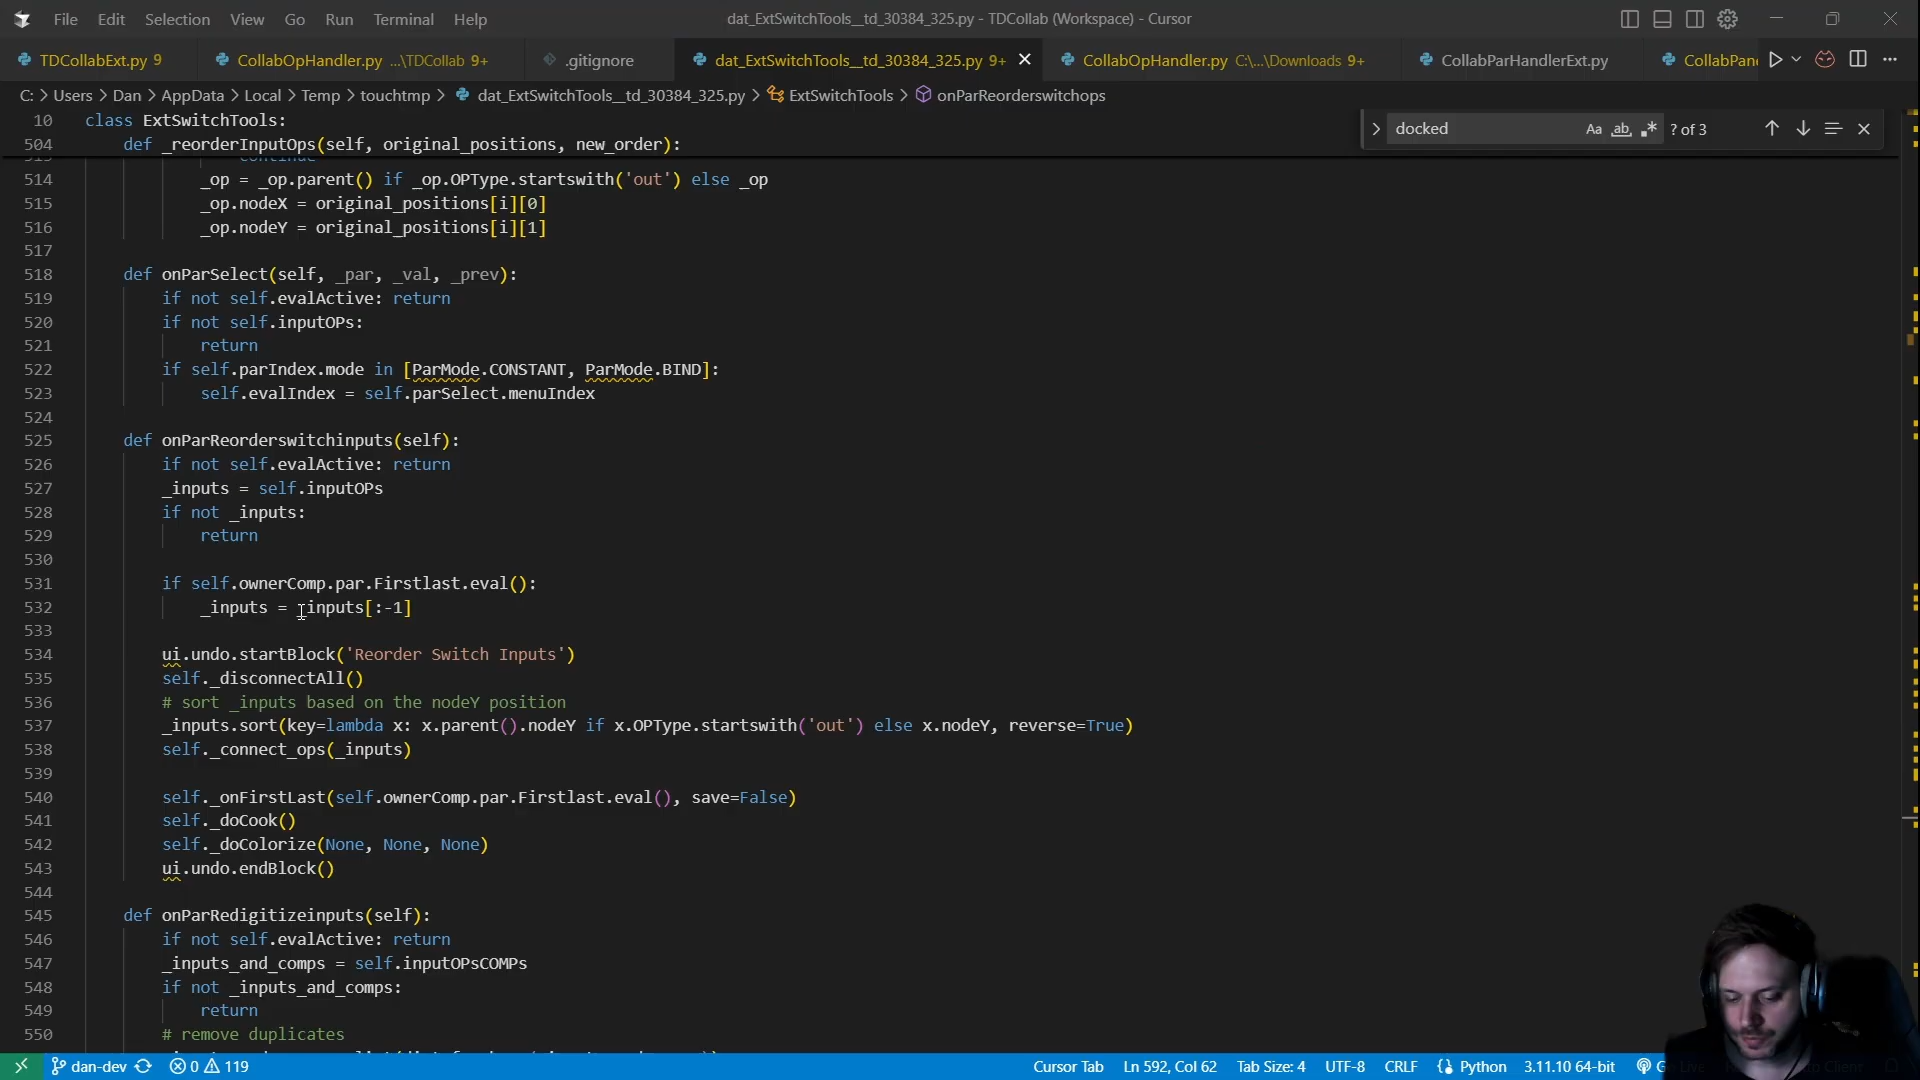 File Edit Selection View Go Run Terminal Help dat_ExtSwitchTools__td_30384_325.py - TDCollab (Workspace) - Cursor
TDCollabExt.py 9 CollabOpHandler.py ...\TDCollab 9+ .gitignore dat_ExtSwitchTools__td_30384_325.py 9+ CollabOpHandler.py C:\...\Downloads 9+ CollabParHandlerExt.py CollabPan
C: > Users > Dan > AppData > Local > Temp > touchtmp > dat_ExtSwitchTools__td_30384_325.py > ExtSwitchTools > onParReorderswitchops
docked Aa ab ? of 3
10 class ExtSwitchTools:
504 def _reorderInputOps(self, original_positions, new_order):
continue
514 _op = _op.parent() if _op.OPType.startswith('out') else _op
515 _op.nodeX = original_positions[i][0]
516 _op.nodeY = original_positions[i][1]
517
518 def onParSelect(self, _par, _val, _prev):
519 if not self.evalActive: return
520 if not self.inputOPs:
521 return
522 if self.parIndex.mode in [ParMode.CONSTANT, ParMode.BIND]:
523 self.evalIndex = self.parSelect.menuIndex
524
525 def onParReorderswitchinputs(self):
526 if not self.evalActive: return
527 _inputs = self.inputOPs
528 if not _inputs:
529 return
530
531 if self.ownerComp.par.Firstlast.eval():
532 _inputs = _inputs[:-1]
533
534 ui.undo.startBlock('Reorder Switch Inputs')
535 self._disconnectAll()
536 # sort _inputs based on the nodeY position
537 _inputs.sort(key=lambda x: x.parent().nodeY if x.OPType.startswith('out') else x.nodeY, reverse=True)
538 self._connect_ops(_inputs)
539
540 self._onFirstLast(self.ownerComp.par.Firstlast.eval(), save=False)
541 self._doCook()
542 self._doColorize(None, None, None)
543 ui.undo.endBlock()
544
545 def onParRedigitizeinputs(self):
546 if not self.evalActive: return
547 _inputs_and_comps = self.inputOPsCOMPs
548 if not _inputs_and_comps:
549 return
550 # remove duplicates
dan-dev 0 119 Cursor Tab Ln 592, Col 62 Tab Size: 4 UTF-8 CRLF Python 3.11.10 64-bit